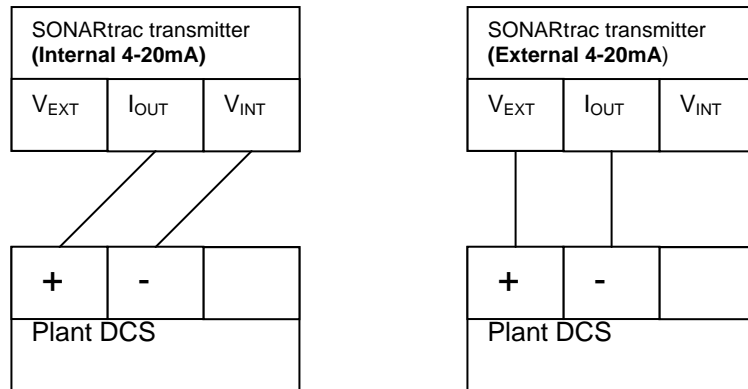 SONARtrac transmitter
(Internal 4-20mA)
VEXT IOUT VINT
+ -
Plant DCS
SONARtrac transmitter
(External 4-20mA)
VEXT IOUT VINT
+ -
Plant DCS